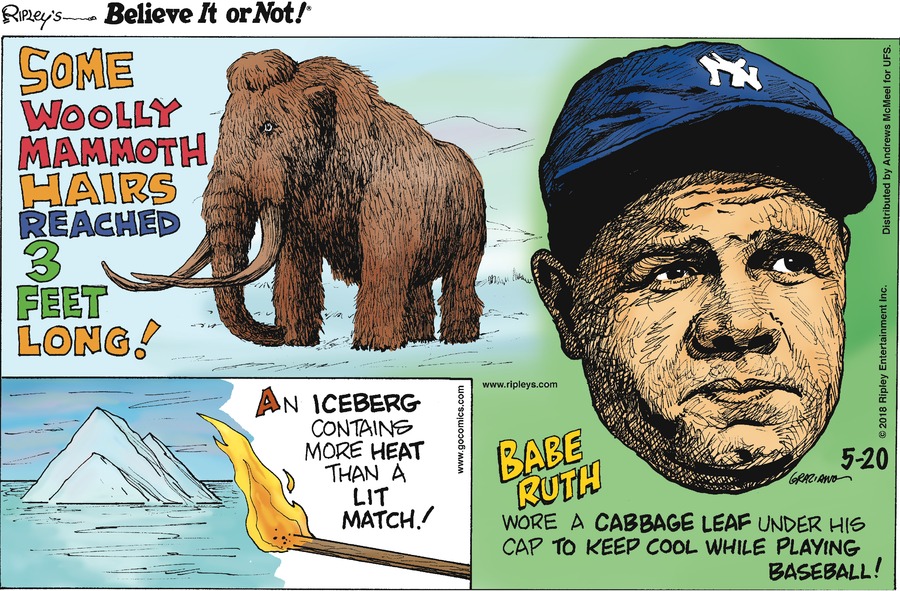 RIPLEY'S Believe It or Not!®
SOME
WOOLLY
MAMMOTH
HAIRS
REACHED
3
FEET
LONG!
NY
Distributed by Andrews McMeel for UFS.
© 2018 Ripley Entertainment Inc.
AN ICEBERG
CONTAINS
MORE HEAT
THAN A
LIT
MATCH!
www.gocomics.com
www.ripleys.com
5-20
GRAZIANO
BABE
RUTH
WORE A CABBAGE LEAF UNDER HIS
CAP TO KEEP COOL WHILE PLAYING
BASEBALL!